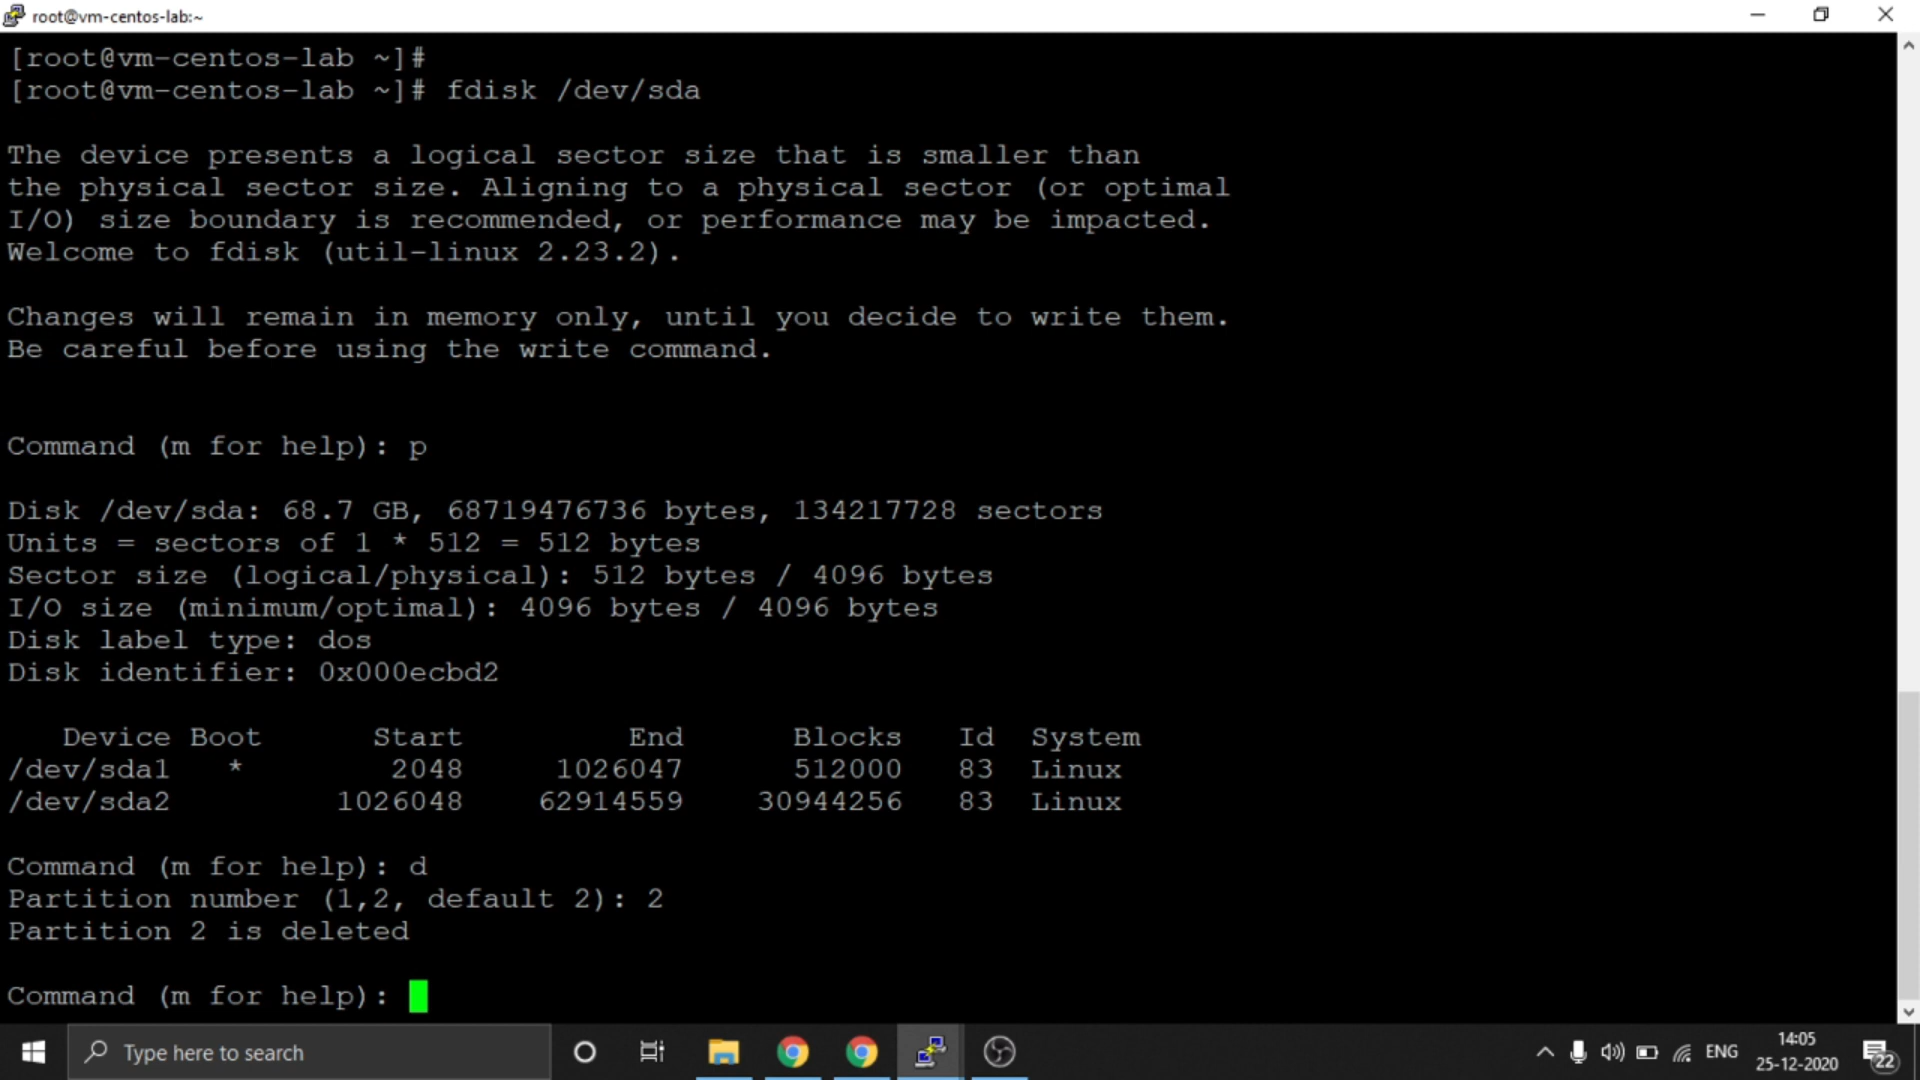 root@vm-centos-lab:~
[root@vm-centos-lab ~]#
[root@vm-centos-lab ~]# fdisk /dev/sda
The device presents a logical sector size that is smaller than
the physical sector size. Aligning to a physical sector (or optimal
I/O) size boundary is recommended, or performance may be impacted.
Welcome to fdisk (util-linux 2.23.2).
Changes will remain in memory only, until you decide to write them.
Be careful before using the write command.
Command (m for help): p
Disk /dev/sda: 68.7 GB, 68719476736 bytes, 134217728 sectors
Units = sectors of 1 * 512 = 512 bytes
Sector size (logical/physical): 512 bytes / 4096 bytes
I/O size (minimum/optimal): 4096 bytes / 4096 bytes
Disk label type: dos
Disk identifier: 0x000ecbd2
Device Boot Start End Blocks Id System
/dev/sda1 * 2048 1026047 512000 83 Linux
/dev/sda2 1026048 62914559 30944256 83 Linux
Command (m for help): d
Partition number (1,2, default 2): 2
Partition 2 is deleted
Command (m for help):
Type here to search
ENG
14:05
25-12-2020
22